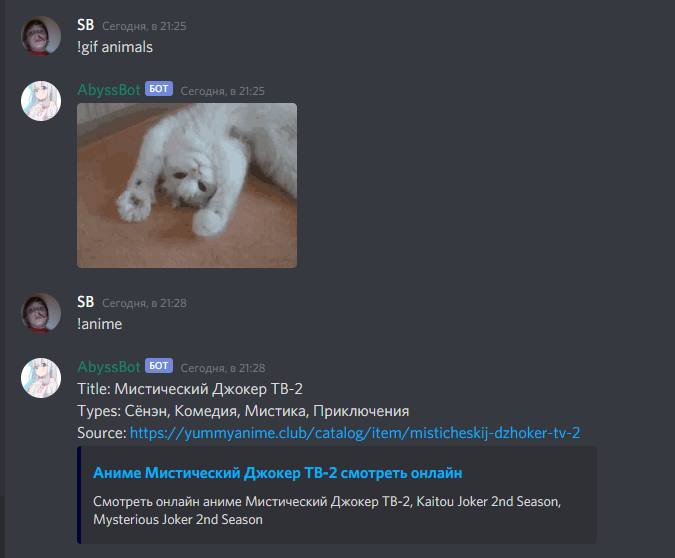 SB Сегодня, в 21:25
!gif animals
AbyssBot БОТ Сегодня, в 21:25
SB Сегодня, в 21:28
!anime
AbyssBot БОТ Сегодня, в 21:28
Title: Мистический Джокер ТВ-2
Types: Сёнэн, Комедия, Мистика, Приключения
Source: https://yummyanime.club/catalog/item/misticheskij-dzhoker-tv-2
Аниме Мистический Джокер ТВ-2 смотреть онлайн
Смотреть онлайн аниме Мистический Джокер ТВ-2, Kaitou Joker 2nd Season,
Mysterious Joker 2nd Season